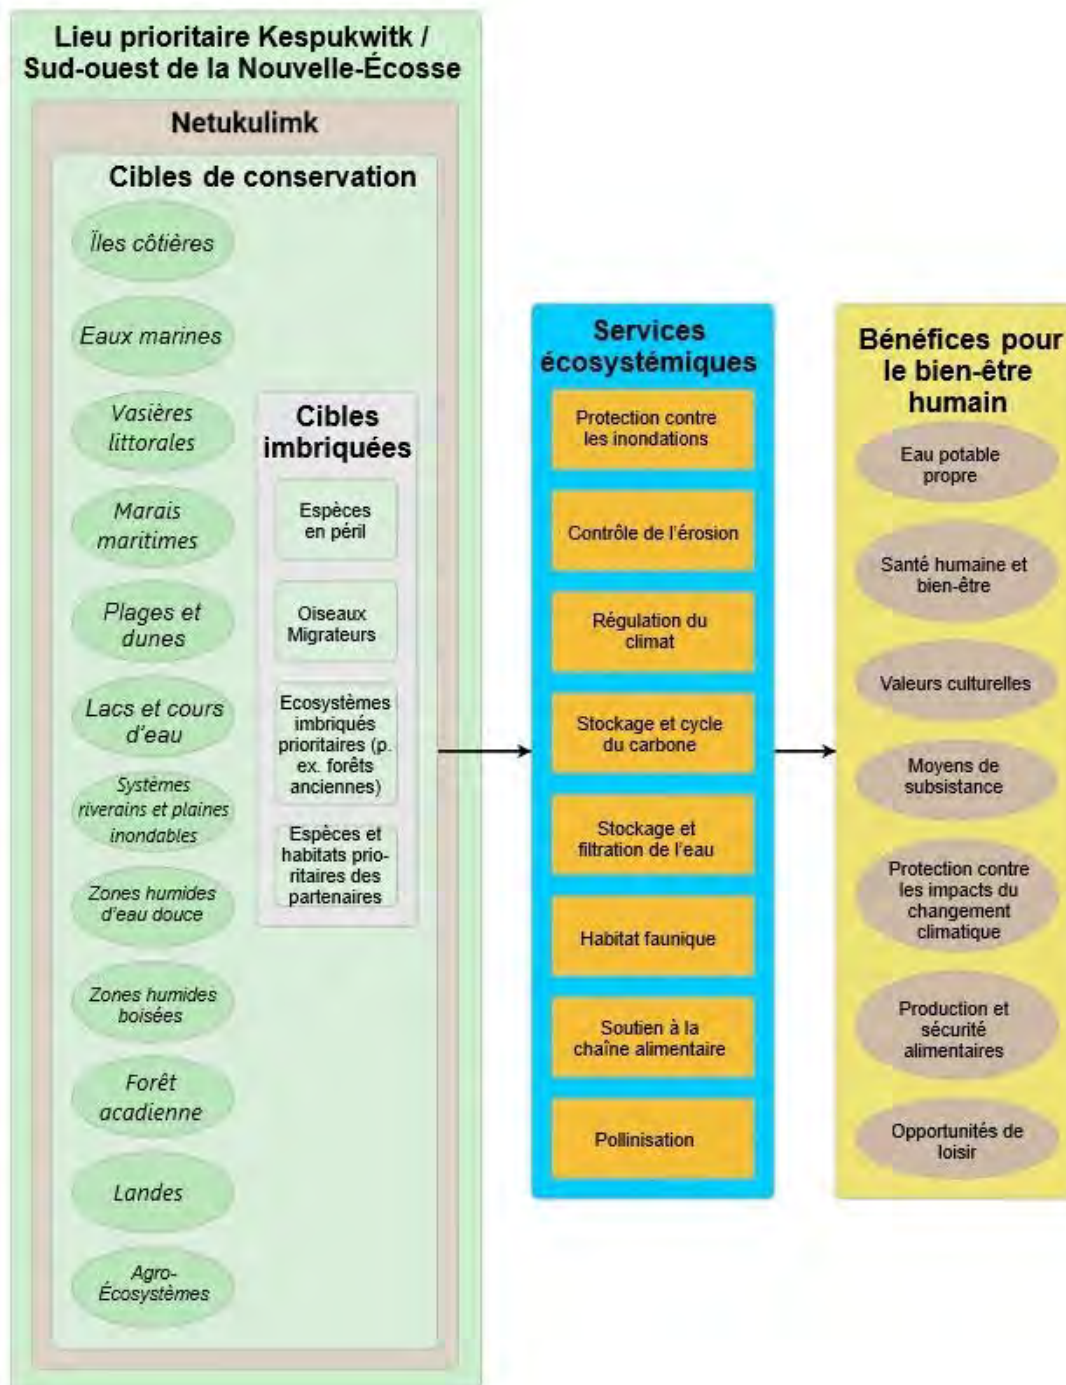 Lieu prioritaire Kespukwitk /
Sud-ouest de la Nouvelle-Écosse
Netukulimk
Cibles de conservation
Îles côtières
Eaux marines
Vasières
littorales
Marais
maritimes
Plages et
dunes
Lacs et cours
d'eau
Systèmes
riverains et plaines
inondables
Zones humides
d'eau douce
Zones humides
boisées
Forêt
acadienne
Landes
Agro-
Écosystèmes
Cibles
imbriquées
Espèces
en péril
Oiseaux
Migrateurs
Ecosystèmes
imbriqués
prioritaires (p.
ex. forêts
anciennes)
Espèces et
habitats prio-
ritaires des
partenaires
Services
écosystémiques
Protection contre
les inondations
Contrôle de l'érosion
Régulation du
climat
Stockage et cycle
du carbone
Stockage et
filtration de l'eau
Habitat faunique
Soutien à la
chaîne alimentaire
Pollinisation
Bénéfices pour
le bien-être
humain
Eau potable
propre
Santé humaine et
bien-être
Valeurs culturelles
Moyens de
subsistance
Protection contre
les impacts du
changement
climatique
Production et
sécurité
alimentaires
Opportunités de
loisir